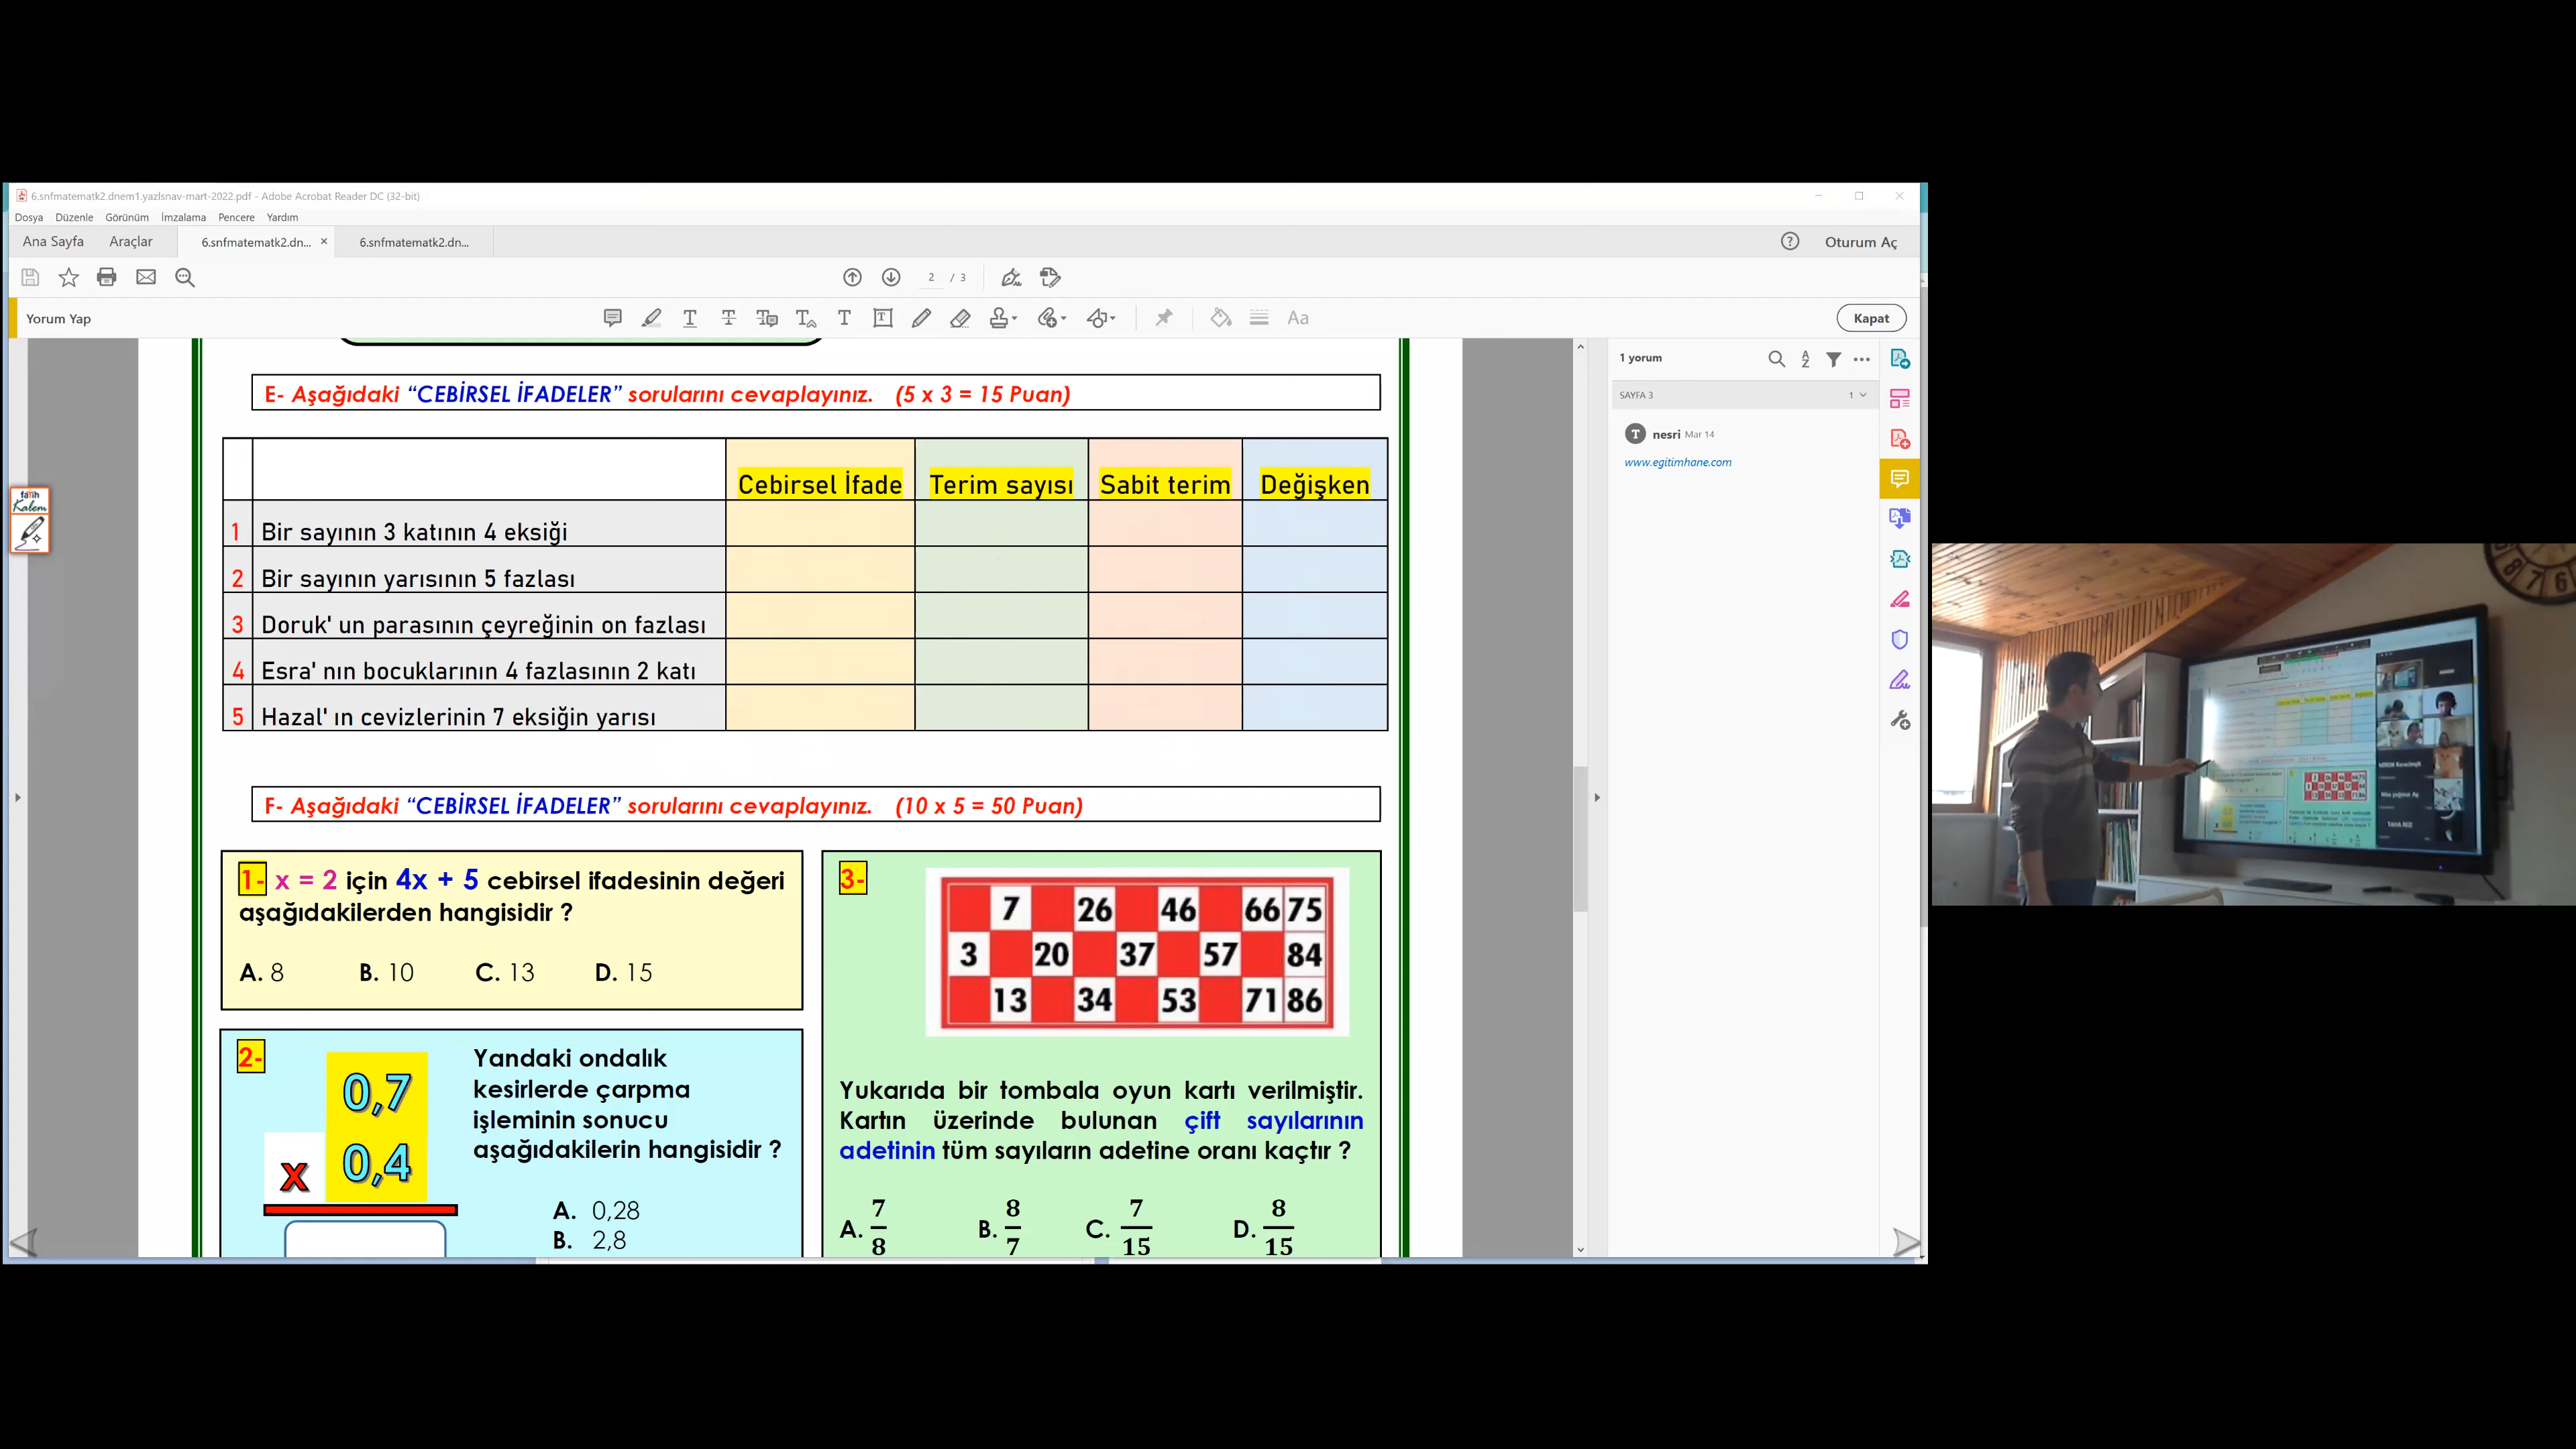 6.snfmatematk2.dnem1.yazlsnav-mart-2022.pdf - Adobe Acrobat Reader DC (32-bit)
Dosya Düzenle Görünüm İmzalama Pencere Yardım
Ana Sayfa Araçlar 6.snfmatematk2.dn... 6.snfmatematk2.dn... Oturum Aç
2 / 3
Yorum Yap Kapat
1 yorum
SAYFA 3 1
T nesri Mar 14
www.egitimhane.com
fatih
Kalem
E- Aşağıdaki “CEBİRSEL İFADELER” sorularını cevaplayınız. (5 x 3 = 15 Puan)
Cebirsel İfade Terim sayısı Sabit terim Değişken
1 Bir sayının 3 katının 4 eksiği
2 Bir sayının yarısının 5 fazlası
3 Doruk' un parasının çeyreğinin on fazlası
4 Esra' nın bocuklarının 4 fazlasının 2 katı
5 Hazal' ın cevizlerinin 7 eksiğin yarısı
F- Aşağıdaki “CEBİRSEL İFADELER” sorularını cevaplayınız. (10 x 5 = 50 Puan)
1- x = 2 için 4x + 5 cebirsel ifadesinin değeri
aşağıdakilerden hangisidir ?
A. 8 B. 10 C. 13 D. 15
2-
0,7
x 0,4
Yandaki ondalık
kesirlerde çarpma
işleminin sonucu
aşağıdakilerin hangisidir ?
A. 0,28
B. 2,8
3-
7 26 46 66 75
3 20 37 57 84
13 34 53 71 86
Yukarıda bir tombala oyun kartı verilmiştir.
Kartın üzerinde bulunan çift sayılarının
adetinin tüm sayıların adetine oranı kaçtır ?
A. 7/8 B. 8/7 C. 7/15 D. 8/15
8 7 6